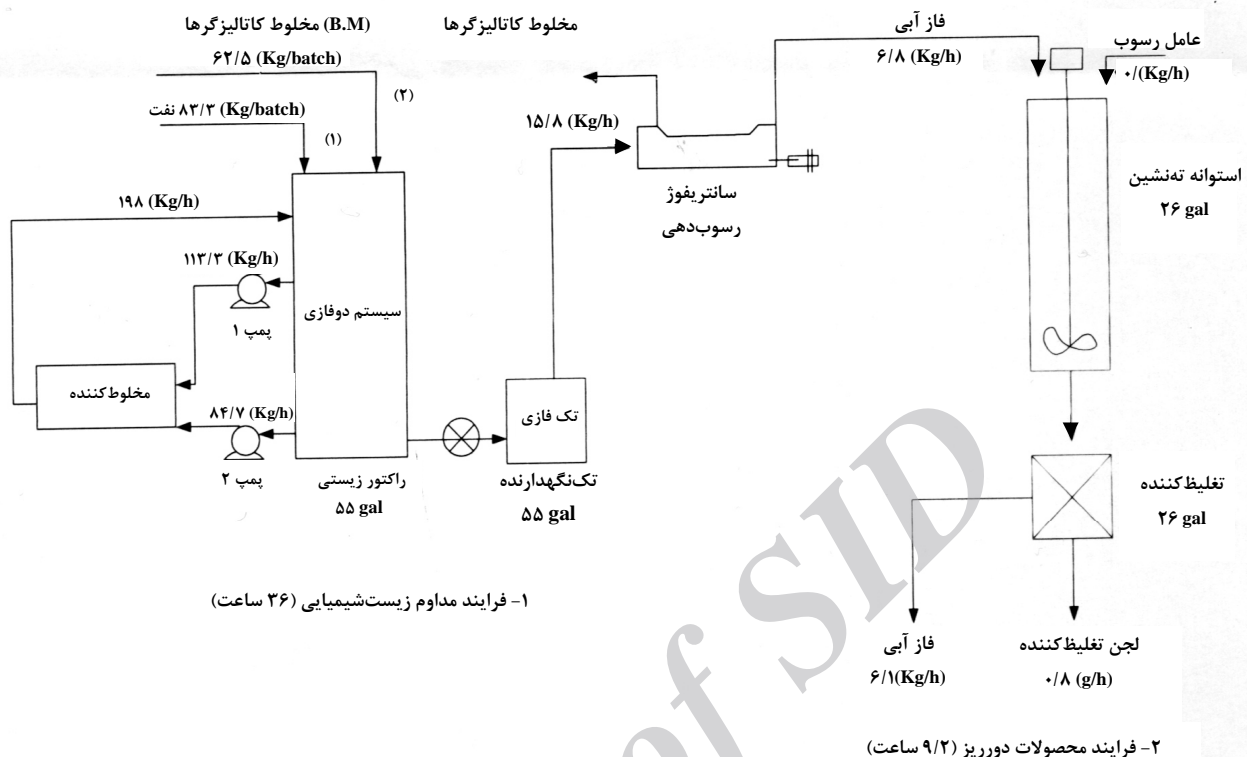 مخلوط کاتالیزگرها (B.M)
۶۲/۵ (Kg/batch)
(۲)
۸۳/۳ (Kg/batch) نفت
(۱)
۱۹۸ (Kg/h)
۱۱۳/۳ (Kg/h)
پمپ ۱
سیستم دوفازی
مخلوط‌کننده
۸۴/۷ (Kg/h)
پمپ ۲
راکتور زیستی
۵۵ gal
تک فازی
تک‌نگهدارنده
۵۵ gal
۱- فرایند مداوم زیست‌شیمیایی (۳۶ ساعت)
مخلوط کاتالیزگرها
۱۵/۸ (Kg/h)
سانتریفوژ
رسوب‌دهی
فاز آبی
۶/۸ (Kg/h)
عامل رسوب
۰/(Kg/h)
استوانه ته‌نشین
۲۶ gal
تغلیظ‌کننده
۲۶ gal
فاز آبی
۶/۱(Kg/h)
لجن تغلیظ‌کننده
۰/۸ (g/h)
۲- فرایند محصولات دورریز (۹/۲ ساعت)
of SID